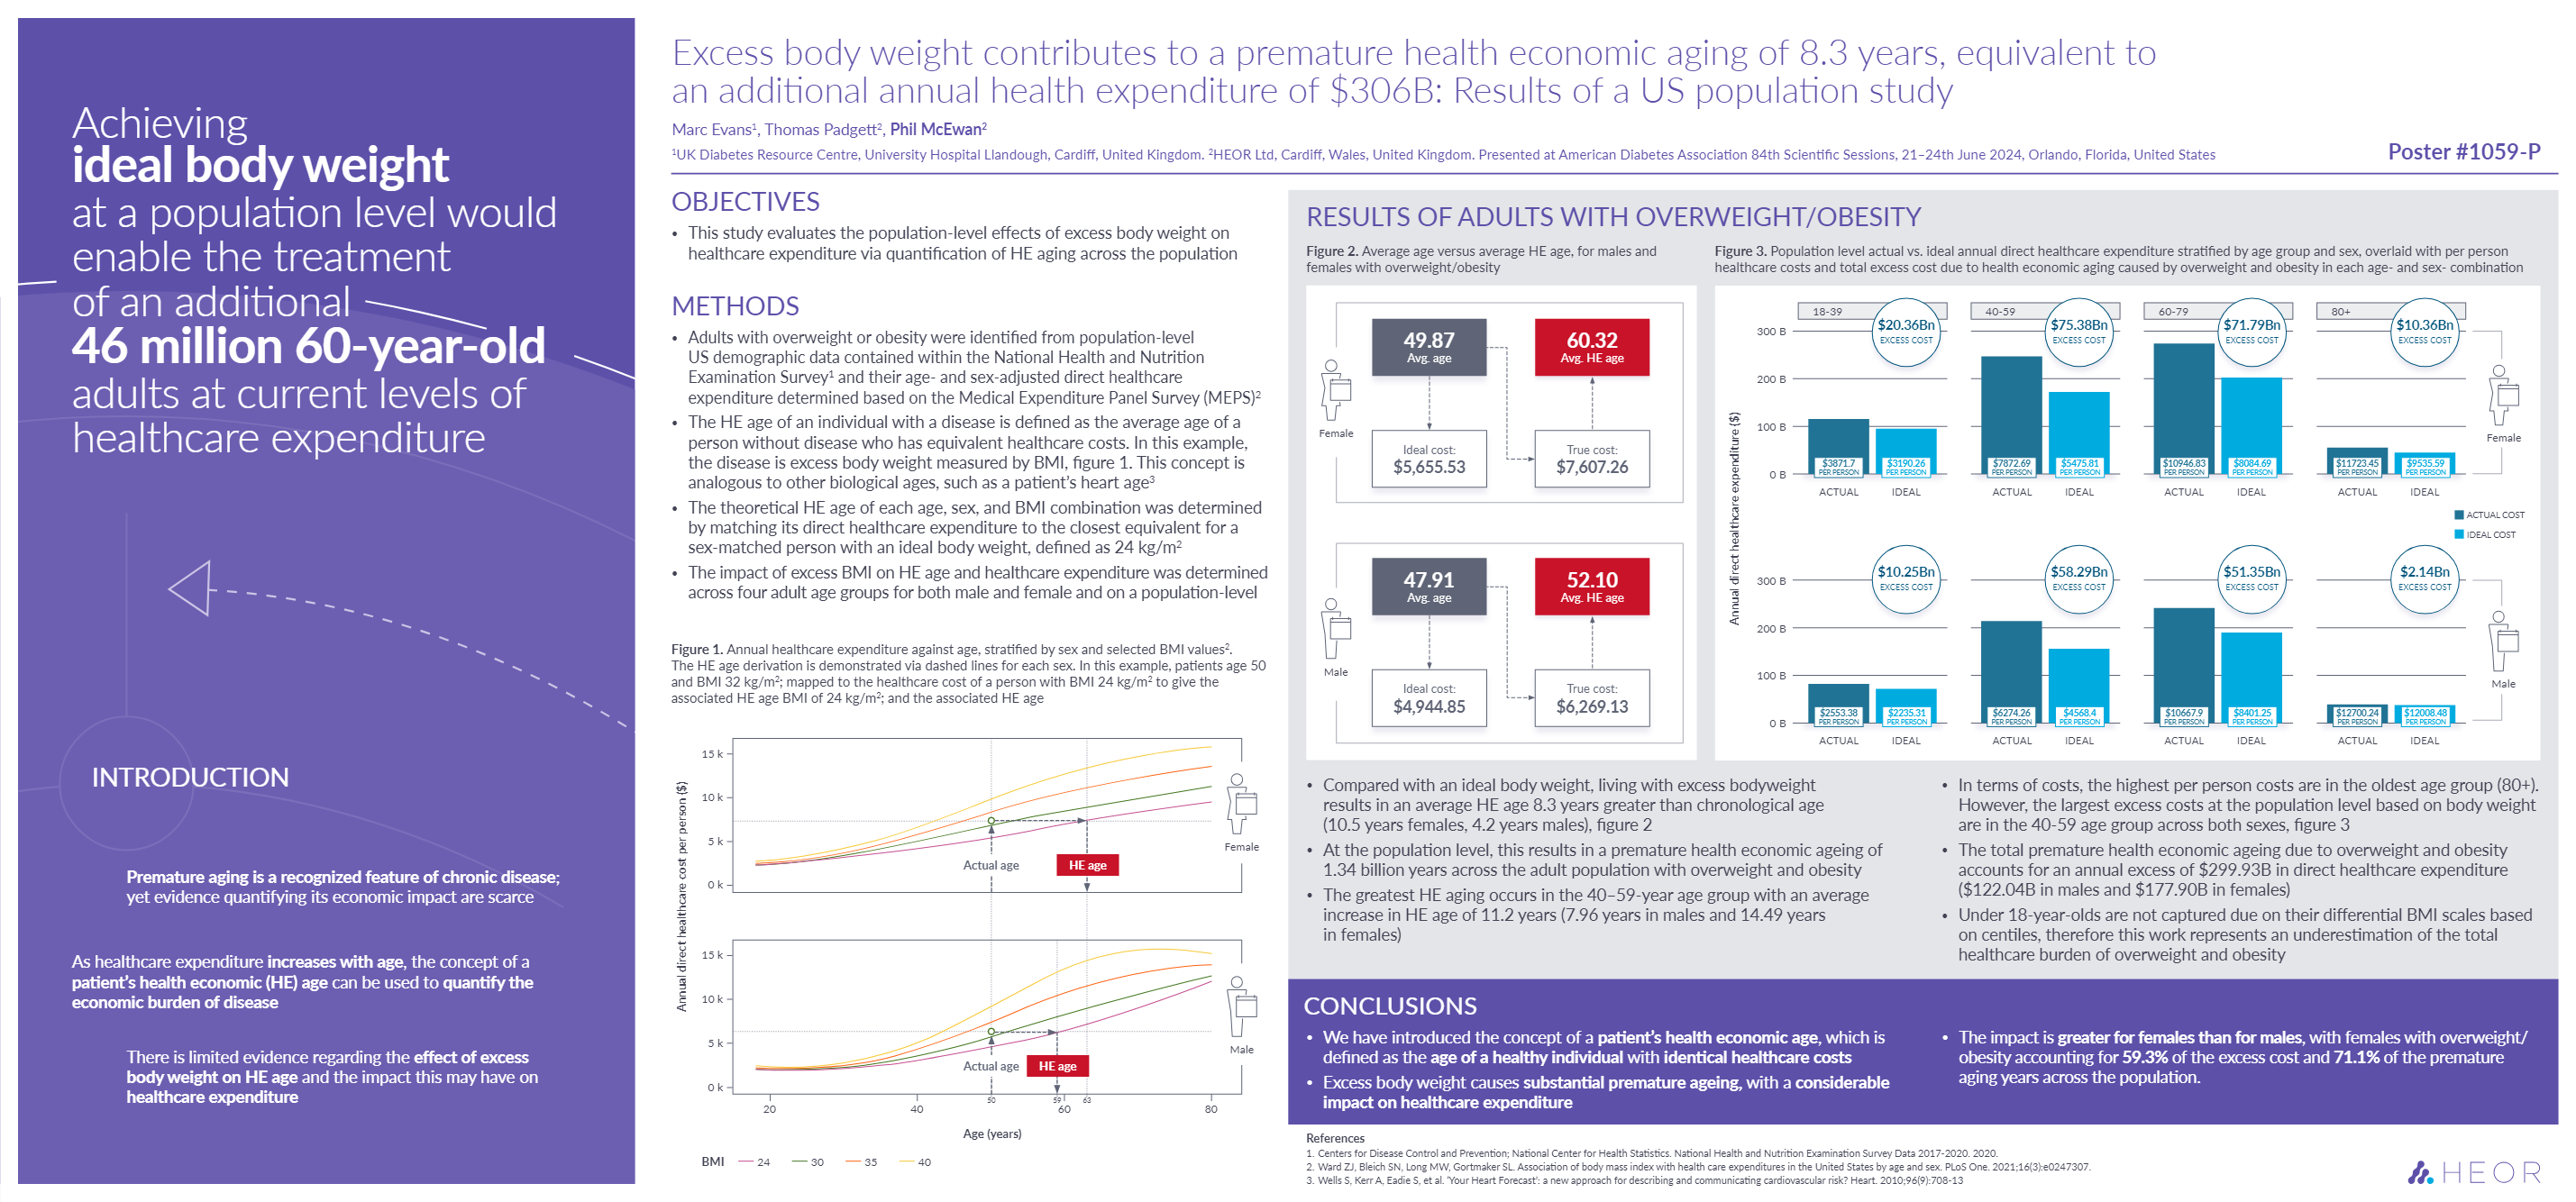 Achieving
ideal body weight
at a population level would
enable the treatment
of an additional
46 million 60-year-old
adults at current levels of
healthcare expenditure
INTRODUCTION
Premature aging is a recognized feature of chronic disease;
yet evidence quantifying its economic impact are scarce
As healthcare expenditure increases with age, the concept of a
patient's health economic (HE) age can be used to quantify the
economic burden of disease
There is limited evidence regarding the effect of excess
body weight on HE age and the impact this may have on
healthcare expenditure
Excess body weight contributes to a premature health economic aging of 8.3 years, equivalent to
an additional annual health expenditure of $306B: Results of a US population study
Marc Evans¹, Thomas Padgett², Phil McEwan²
¹UK Diabetes Resource Centre, University Hospital Llandough, Cardiff, United Kingdom. ²HEOR Ltd, Cardiff, Wales, United Kingdom. Presented at American Diabetes Association 84th Scientific Sessions, 21–24th June 2024, Orlando, Florida, United States
Poster #1059-P
OBJECTIVES
• This study evaluates the population-level effects of excess body weight on
healthcare expenditure via quantification of HE aging across the population
METHODS
• Adults with overweight or obesity were identified from population-level
US demographic data contained within the National Health and Nutrition
Examination Survey¹ and their age- and sex-adjusted direct healthcare
expenditure determined based on the Medical Expenditure Panel Survey (MEPS)²
• The HE age of an individual with a disease is defined as the average age of a
person without disease who has equivalent healthcare costs. In this example,
the disease is excess body weight measured by BMI, figure 1. This concept is
analogous to other biological ages, such as a patient's heart age³
• The theoretical HE age of each age, sex, and BMI combination was determined
by matching its direct healthcare expenditure to the closest equivalent for a
sex-matched person with an ideal body weight, defined as 24 kg/m²
• The impact of excess BMI on HE age and healthcare expenditure was determined
across four adult age groups for both male and female and on a population-level
Figure 1. Annual healthcare expenditure against age, stratified by sex and selected BMI values².
The HE age derivation is demonstrated via dashed lines for each sex. In this example, patients age 50
and BMI 32 kg/m²; mapped to the healthcare cost of a person with BMI 24 kg/m² to give the
associated HE age BMI of 24 kg/m²; and the associated HE age
Annual direct healthcare cost per person ($)
15 k
10 k
5 k
0 k
Actual age
HE age
Female
15 k
10 k
5 k
0 k
Actual age
HE age
Male
20
40
50
59
60
63
80
Age (years)
BMI
24
30
35
40
RESULTS OF ADULTS WITH OVERWEIGHT/OBESITY
Figure 2. Average age versus average HE age, for males and
females with overweight/obesity
Female
49.87
Avg. age
60.32
Avg. HE age
Ideal cost:
$5,655.53
True cost:
$7,607.26
Male
47.91
Avg. age
52.10
Avg. HE age
Ideal cost:
$4,944.85
True cost:
$6,269.13
Figure 3. Population level actual vs. ideal annual direct healthcare expenditure stratified by age group and sex, overlaid with per person
healthcare costs and total excess cost due to health economic aging caused by overweight and obesity in each age- and sex- combination
Annual direct healthcare expenditure ($)
18-39
$20.36Bn
EXCESS COST
40-59
$75.38Bn
EXCESS COST
60-79
$71.79Bn
EXCESS COST
80+
$10.36Bn
EXCESS COST
300 B
200 B
100 B
0 B
$3871.7
PER PERSON
$3190.26
PER PERSON
$7872.69
PER PERSON
$5475.81
PER PERSON
$10946.83
PER PERSON
$8084.69
PER PERSON
$11723.45
PER PERSON
$9535.59
PER PERSON
ACTUAL IDEAL ACTUAL IDEAL ACTUAL IDEAL ACTUAL IDEAL
Female
ACTUAL COST
IDEAL COST
$10.25Bn
EXCESS COST
$58.29Bn
EXCESS COST
$51.35Bn
EXCESS COST
$2.14Bn
EXCESS COST
300 B
200 B
100 B
0 B
$2553.38
PER PERSON
$2235.31
PER PERSON
$6274.26
PER PERSON
$4568.4
PER PERSON
$10667.9
PER PERSON
$8401.25
PER PERSON
$12700.24
PER PERSON
$12008.48
PER PERSON
ACTUAL IDEAL ACTUAL IDEAL ACTUAL IDEAL ACTUAL IDEAL
Male
• Compared with an ideal body weight, living with excess bodyweight
results in an average HE age 8.3 years greater than chronological age
(10.5 years females, 4.2 years males), figure 2
• At the population level, this results in a premature health economic ageing of
1.34 billion years across the adult population with overweight and obesity
• The greatest HE aging occurs in the 40–59-year age group with an average
increase in HE age of 11.2 years (7.96 years in males and 14.49 years
in females)
• In terms of costs, the highest per person costs are in the oldest age group (80+).
However, the largest excess costs at the population level based on body weight
are in the 40-59 age group across both sexes, figure 3
• The total premature health economic ageing due to overweight and obesity
accounts for an annual excess of $299.93B in direct healthcare expenditure
($122.04B in males and $177.90B in females)
• Under 18-year-olds are not captured due on their differential BMI scales based
on centiles, therefore this work represents an underestimation of the total
healthcare burden of overweight and obesity
CONCLUSIONS
• We have introduced the concept of a patient's health economic age, which is
defined as the age of a healthy individual with identical healthcare costs
• Excess body weight causes substantial premature ageing, with a considerable
impact on healthcare expenditure
• The impact is greater for females than for males, with females with overweight/
obesity accounting for 59.3% of the excess cost and 71.1% of the premature
aging years across the population.
References
1. Centers for Disease Control and Prevention; National Center for Health Statistics. National Health and Nutrition Examination Survey Data 2017-2020. 2020.
2. Ward ZJ, Bleich SN, Long MW, Gortmaker SL. Association of body mass index with health care expenditures in the United States by age and sex. PLoS One. 2021;16(3):e0247307.
3. Wells S, Kerr A, Eadie S, et al. 'Your Heart Forecast': a new approach for describing and communicating cardiovascular risk? Heart. 2010;96(9):708-13
HEOR